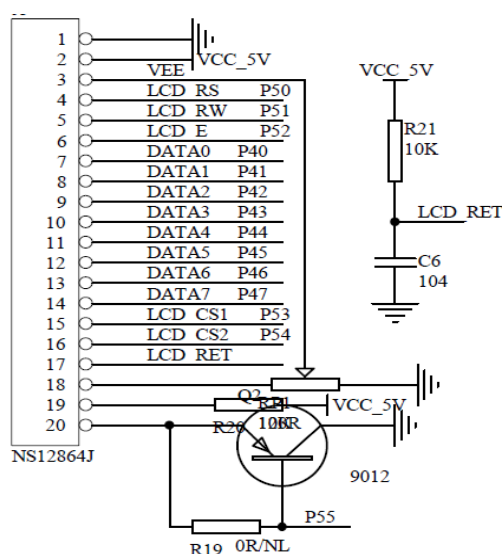 1
2 VCC_5V
3 VEE
4 LCD_RS P50
5 LCD_RW P51
6 LCD_E P52
7 DATA0 P40
8 DATA1 P41
9 DATA2 P42
10 DATA3 P43
11 DATA4 P44
12 DATA5 P45
13 DATA6 P46
14 DATA7 P47
15 LCD_CS1 P53
16 LCD_CS2 P54
17 LCD_RET
18
19 Q2 RP1 VCC_5V
20 R20
NS12864J
9012
P55
R19 0R/NL
VCC_5V
R21
10K
LCD_RET
C6
104